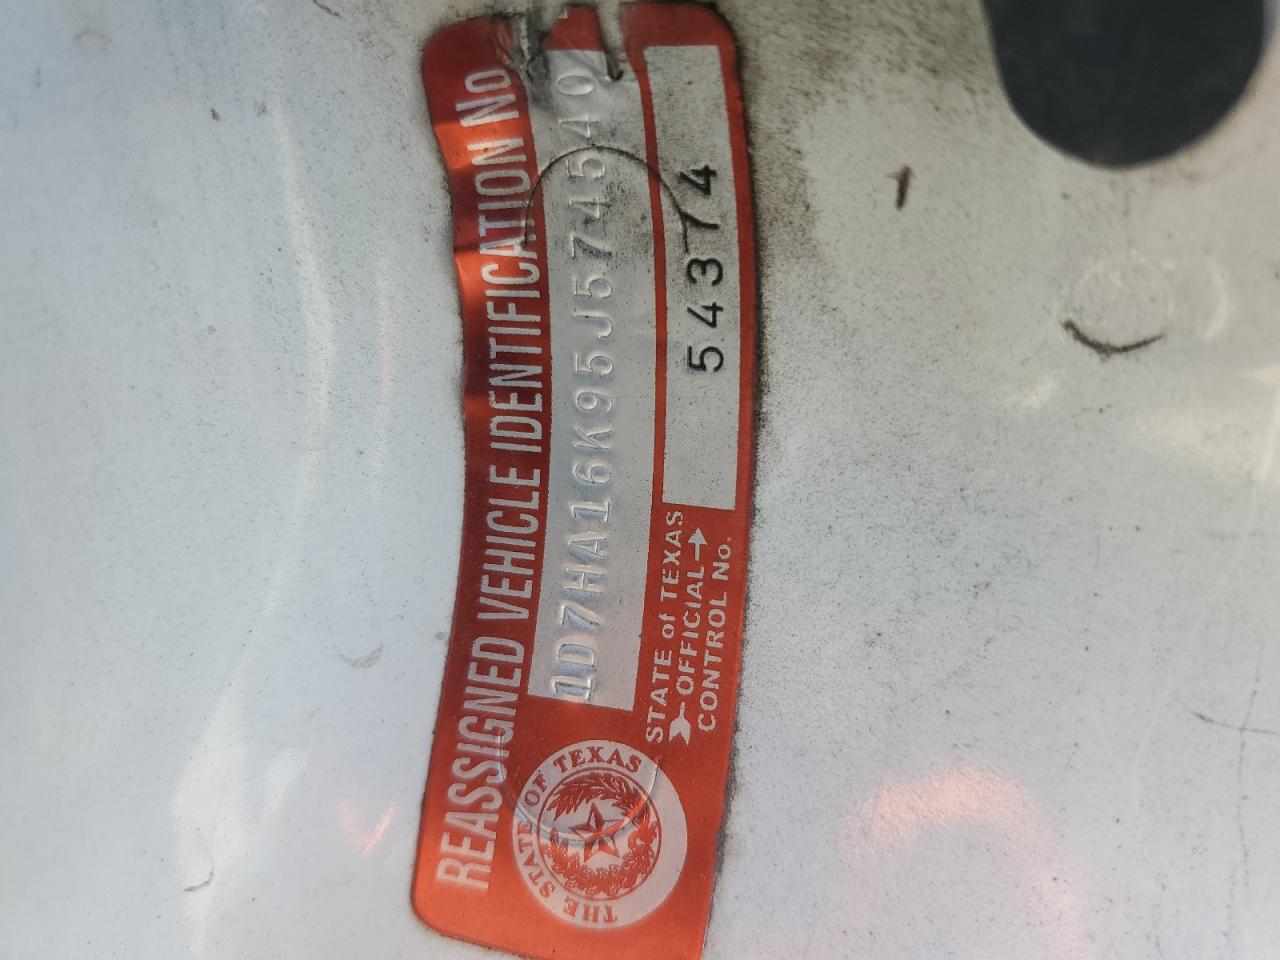 REASSIGNED VEHICLE IDENTIFICATION No
1D7HA16K95J574540
THE STATE OF TEXAS
STATE of TEXAS
OFFICIAL
CONTROL No.
54374